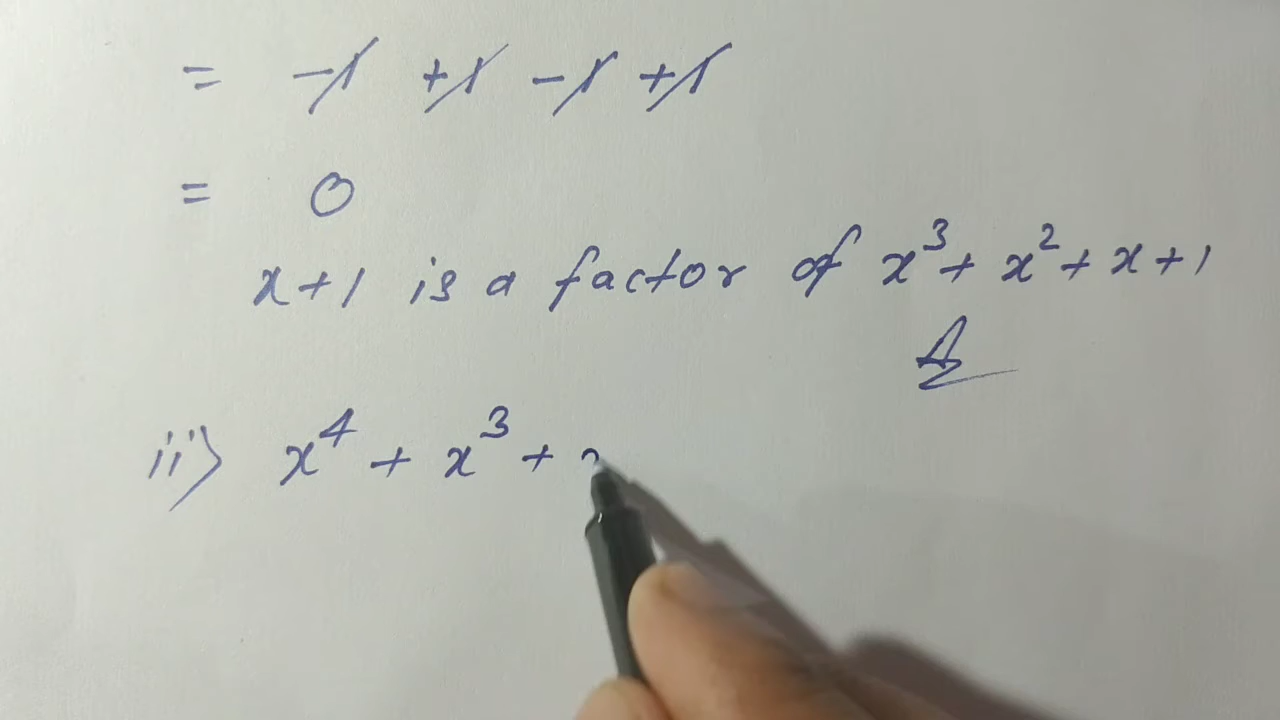 = -1 +1 -1 +1
= 0
x+1 is a factor of x³ + x² + x + 1
ii) x⁴ + x³ +